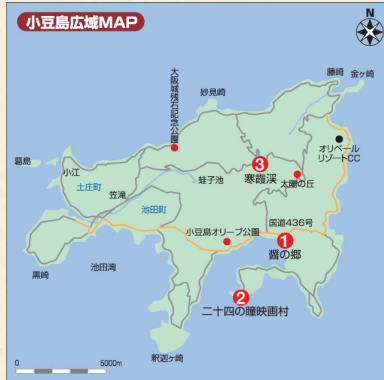 小豆島広域MAP
N
藤崎
金ヶ崎
大阪城残石記念公園
妙見崎
オリベール
リゾートCC
葛島
小江
3
寒霞渓
太陽の丘
蛙子池
土庄町
笠滝
池田町
国道436号
小豆島オリーブ公園
1
醤の郷
黒崎
池田湾
2
二十四の瞳映画村
釈迦ヶ崎
0
5000m